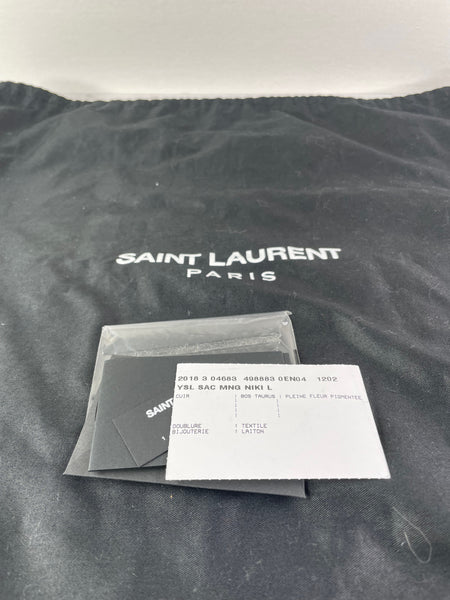 SAINT LAURENT
PARIS
2018 3 04683 498883 0EN04 1202
YSL SAC MNG NIKI L
CUIR : BOS TAURUS : PLEINE FLEUR PIGMENTEE
DOUBLURE : TEXTILE
BIJOUTERIE : LAITON
SAINT